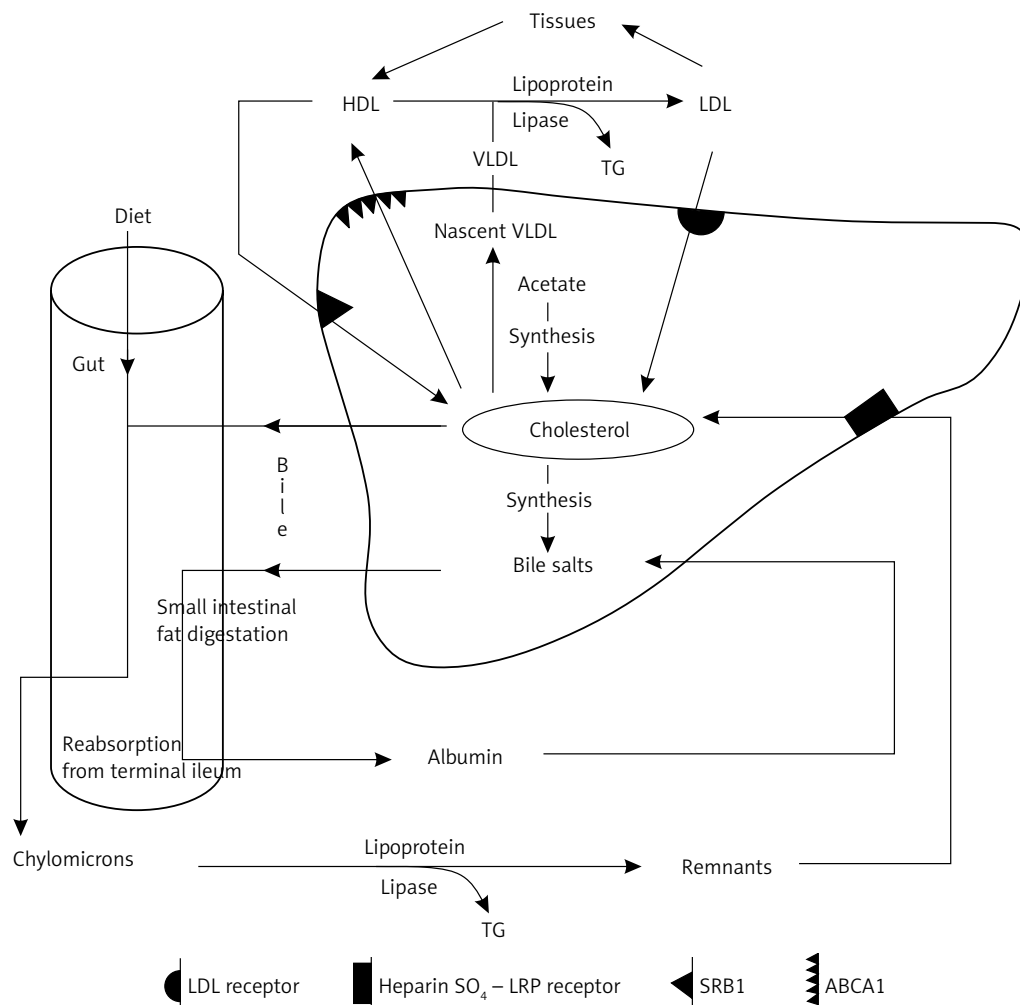 Tissues
HDL
Lipoprotein
Lipase
LDL
TG
VLDL
Nascent VLDL
Diet
Gut
Acetate
Synthesis
Cholesterol
Bile
Synthesis
Bile salts
Small intestinal
fat digestation
Reabsorption
from terminal ileum
Albumin
Chylomicrons
Lipoprotein
Lipase
Remnants
TG
LDL receptor
Heparin SO₄ – LRP receptor
SRB1
ABCA1